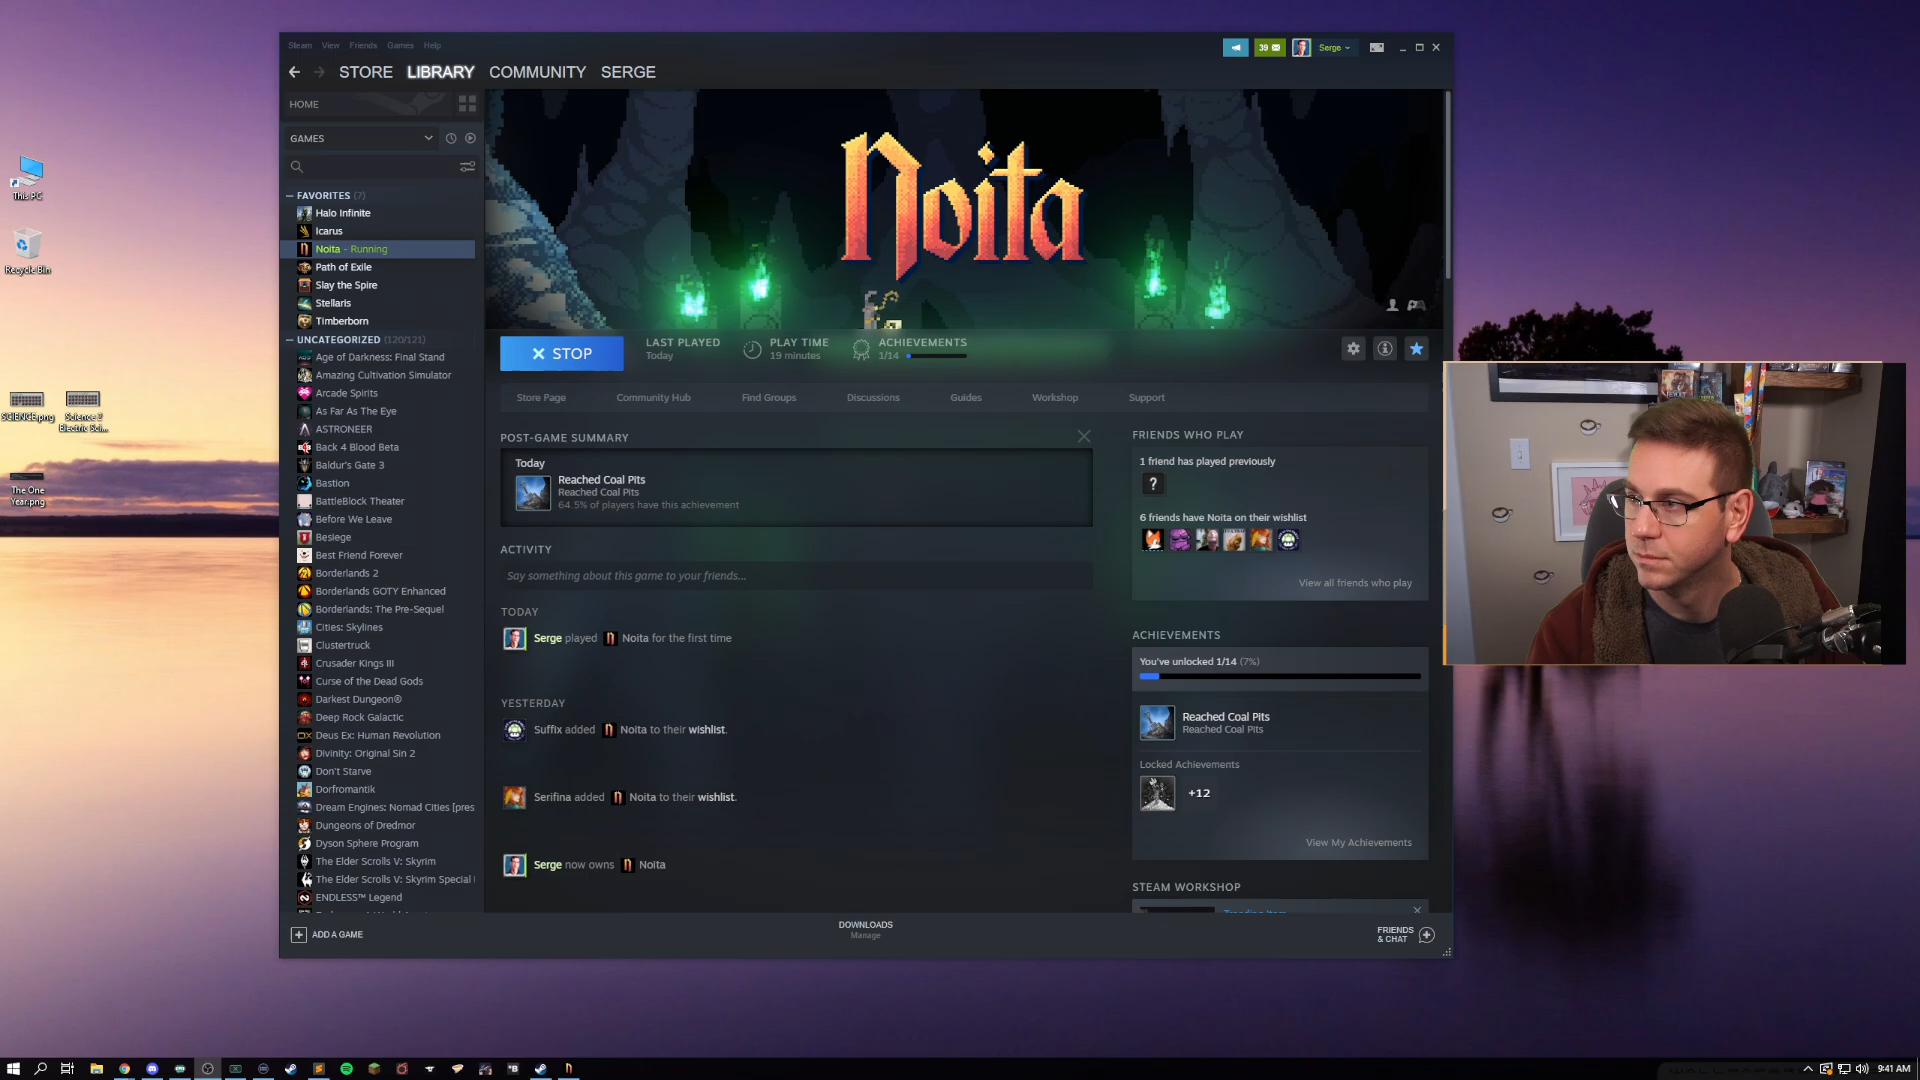 Steam View Friends Games Help
39
Serge
STORE LIBRARY COMMUNITY SERGE
HOME
GAMES
FAVORITES (7)
Halo Infinite
Icarus
Noita - Running
Path of Exile
Slay the Spire
Stellaris
Timberborn
UNCATEGORIZED (120/121)
Age of Darkness: Final Stand
Amazing Cultivation Simulator
Arcade Spirits
As Far As The Eye
ASTRONEER
Back 4 Blood Beta
Baldur's Gate 3
Bastion
BattleBlock Theater
Before We Leave
Besiege
Best Friend Forever
Borderlands 2
Borderlands GOTY Enhanced
Borderlands: The Pre-Sequel
Cities: Skylines
Clustertruck
Crusader Kings III
Curse of the Dead Gods
Darkest Dungeon®
Deep Rock Galactic
Deus Ex: Human Revolution
Divinity: Original Sin 2
Don't Starve
Dorfromantik
Dream Engines: Nomad Cities [pres
Dungeons of Dredmor
Dyson Sphere Program
The Elder Scrolls V: Skyrim
The Elder Scrolls V: Skyrim Special
ENDLESS™ Legend
ADD A GAME
Noita
STOP
LAST PLAYED
Today
PLAY TIME
19 minutes
ACHIEVEMENTS
1/14
Store Page Community Hub Find Groups Discussions Guides Workshop Support
POST-GAME SUMMARY
Today
Reached Coal Pits
Reached Coal Pits
64.5% of players have this achievement
ACTIVITY
Say something about this game to your friends...
TODAY
Serge played Noita for the first time
YESTERDAY
Suffix added Noita to their wishlist.
Serifina added Noita to their wishlist.
Serge now owns Noita
FRIENDS WHO PLAY
1 friend has played previously
?
6 friends have Noita on their wishlist
View all friends who play
ACHIEVEMENTS
You've unlocked 1/14 (7%)
Reached Coal Pits
Reached Coal Pits
Locked Achievements
+12
View My Achievements
STEAM WORKSHOP
DOWNLOADS
Manage
FRIENDS
& CHAT
This PC
Recycle Bin
SCIENCE.png
Science 2
Electric Sci...
The One
Year.png
9:41 AM